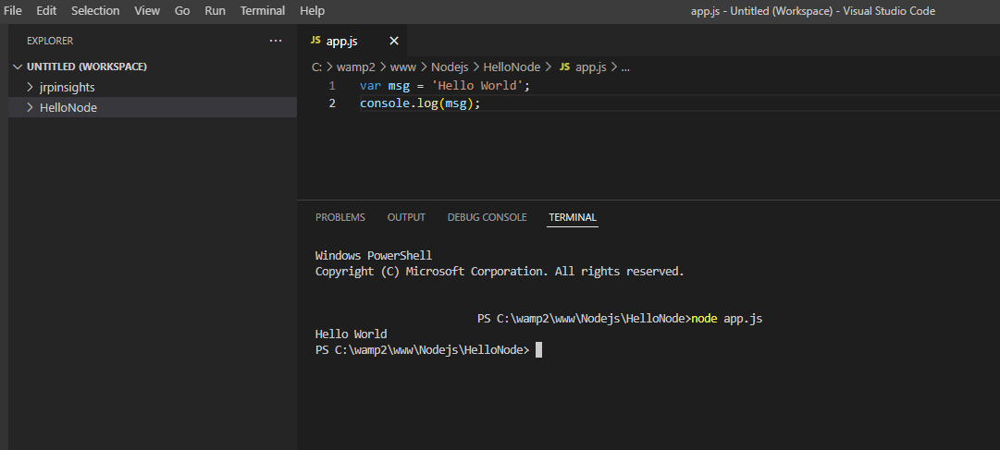 File Edit Selection View Go Run Terminal Help app.js - Untitled (Workspace) - Visual Studio Code
EXPLORER ...
UNTITLED (WORKSPACE)
jrpinsights
HelloNode
JS app.js ×
C: > wamp2 > www > Nodejs > HelloNode > JS app.js > ...
1 var msg = 'Hello World';
2 console.log(msg);
PROBLEMS OUTPUT DEBUG CONSOLE TERMINAL
Windows PowerShell
Copyright (C) Microsoft Corporation. All rights reserved.
PS C:\wamp2\www\Nodejs\HelloNode>node app.js
Hello World
PS C:\wamp2\www\Nodejs\HelloNode>